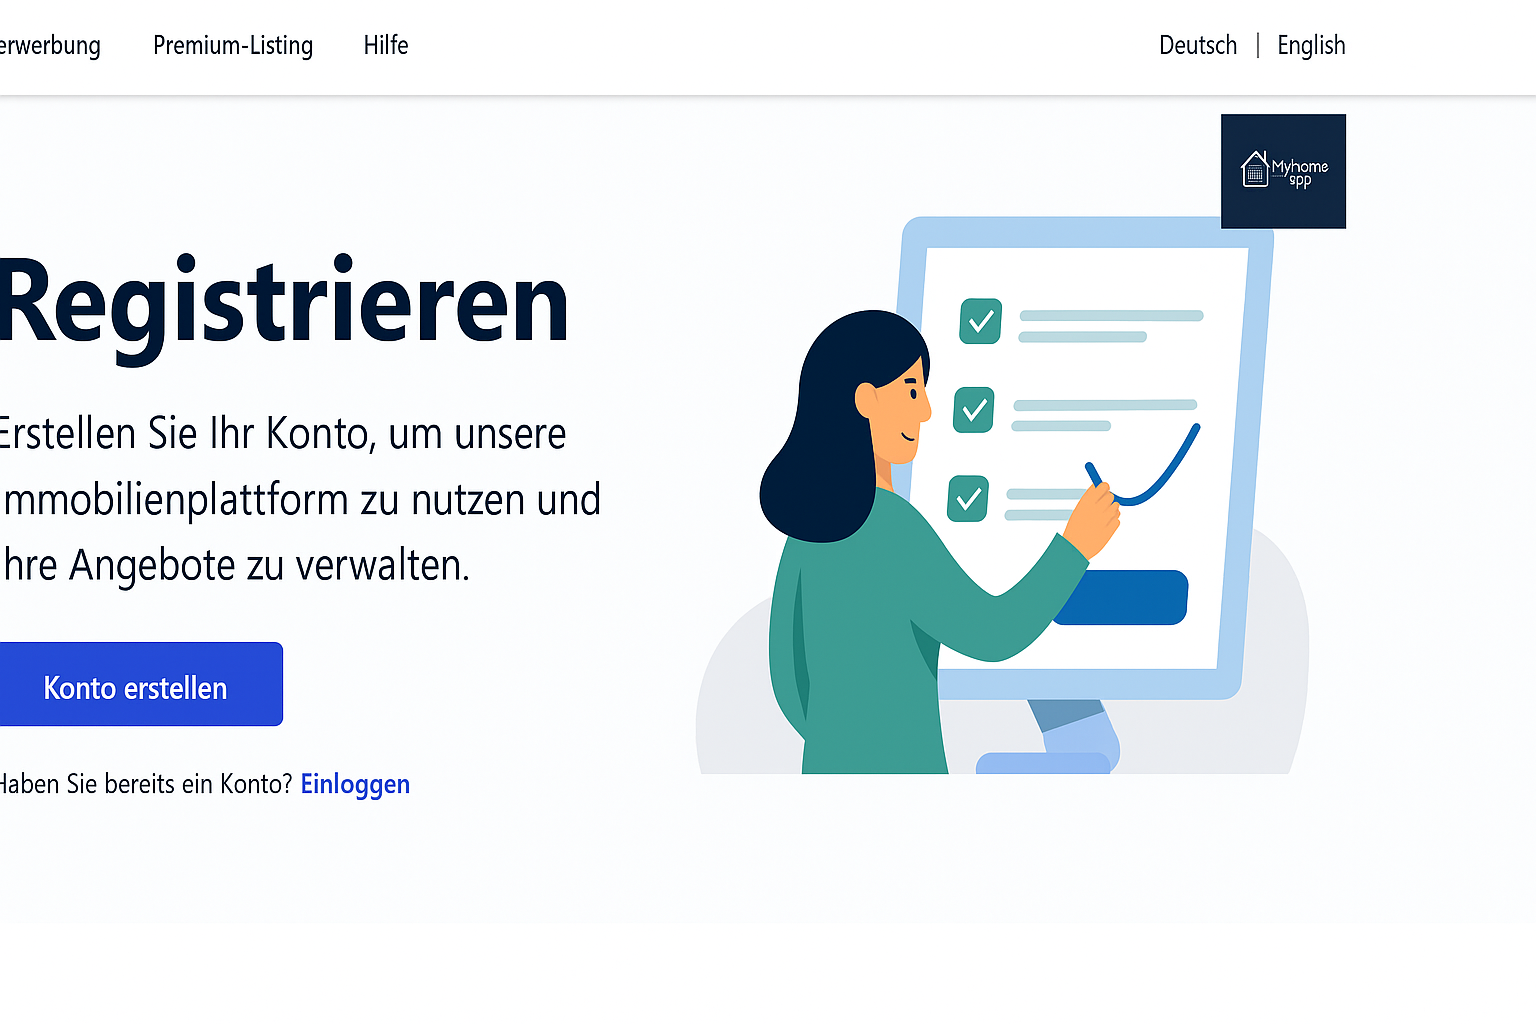 erwerbung Premium-Listing Hilfe Deutsch | English
Myhome
Registrieren
Erstellen Sie Ihr Konto, um unsere
mmobilienplattform zu nutzen und
hre Angebote zu verwalten.
Konto erstellen
Haben Sie bereits ein Konto? Einloggen